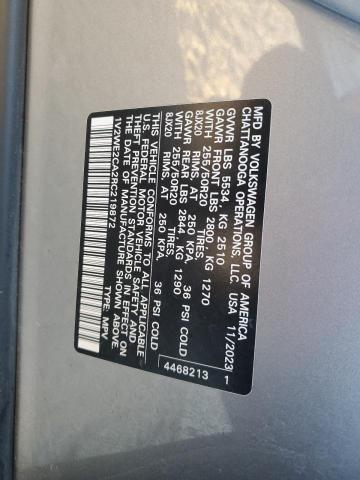 MFD. BY VOLKSWAGEN GROUP OF AMERICA
CHATTANOOGA OPERATIONS, LLC. USA 11/2023
GVWR LBS 5534 , KG 2510
GAWR FRONT LBS 2800, KG 1270
WITH 255/50R20 TIRES,
8JX20 RIMS, AT 250 KPA, 36 PSI COLD
GAWR REAR LBS 2844, KG 1290
WITH 255/50R20 TIRES,
8JX20 RIMS, AT 250 KPA, 36 PSI COLD
THIS VEHICLE CONFORMS TO ALL APPLICABLE
U.S. FEDERAL MOTOR VEHICLE SAFETY AND
THEFT PREVENTION STANDARDS IN EFFECT ON
THE DATE OF MANUFACTURE SHOWN ABOVE.
1V2WE2CA2RC219872 TYPE: MPV
4468213 1